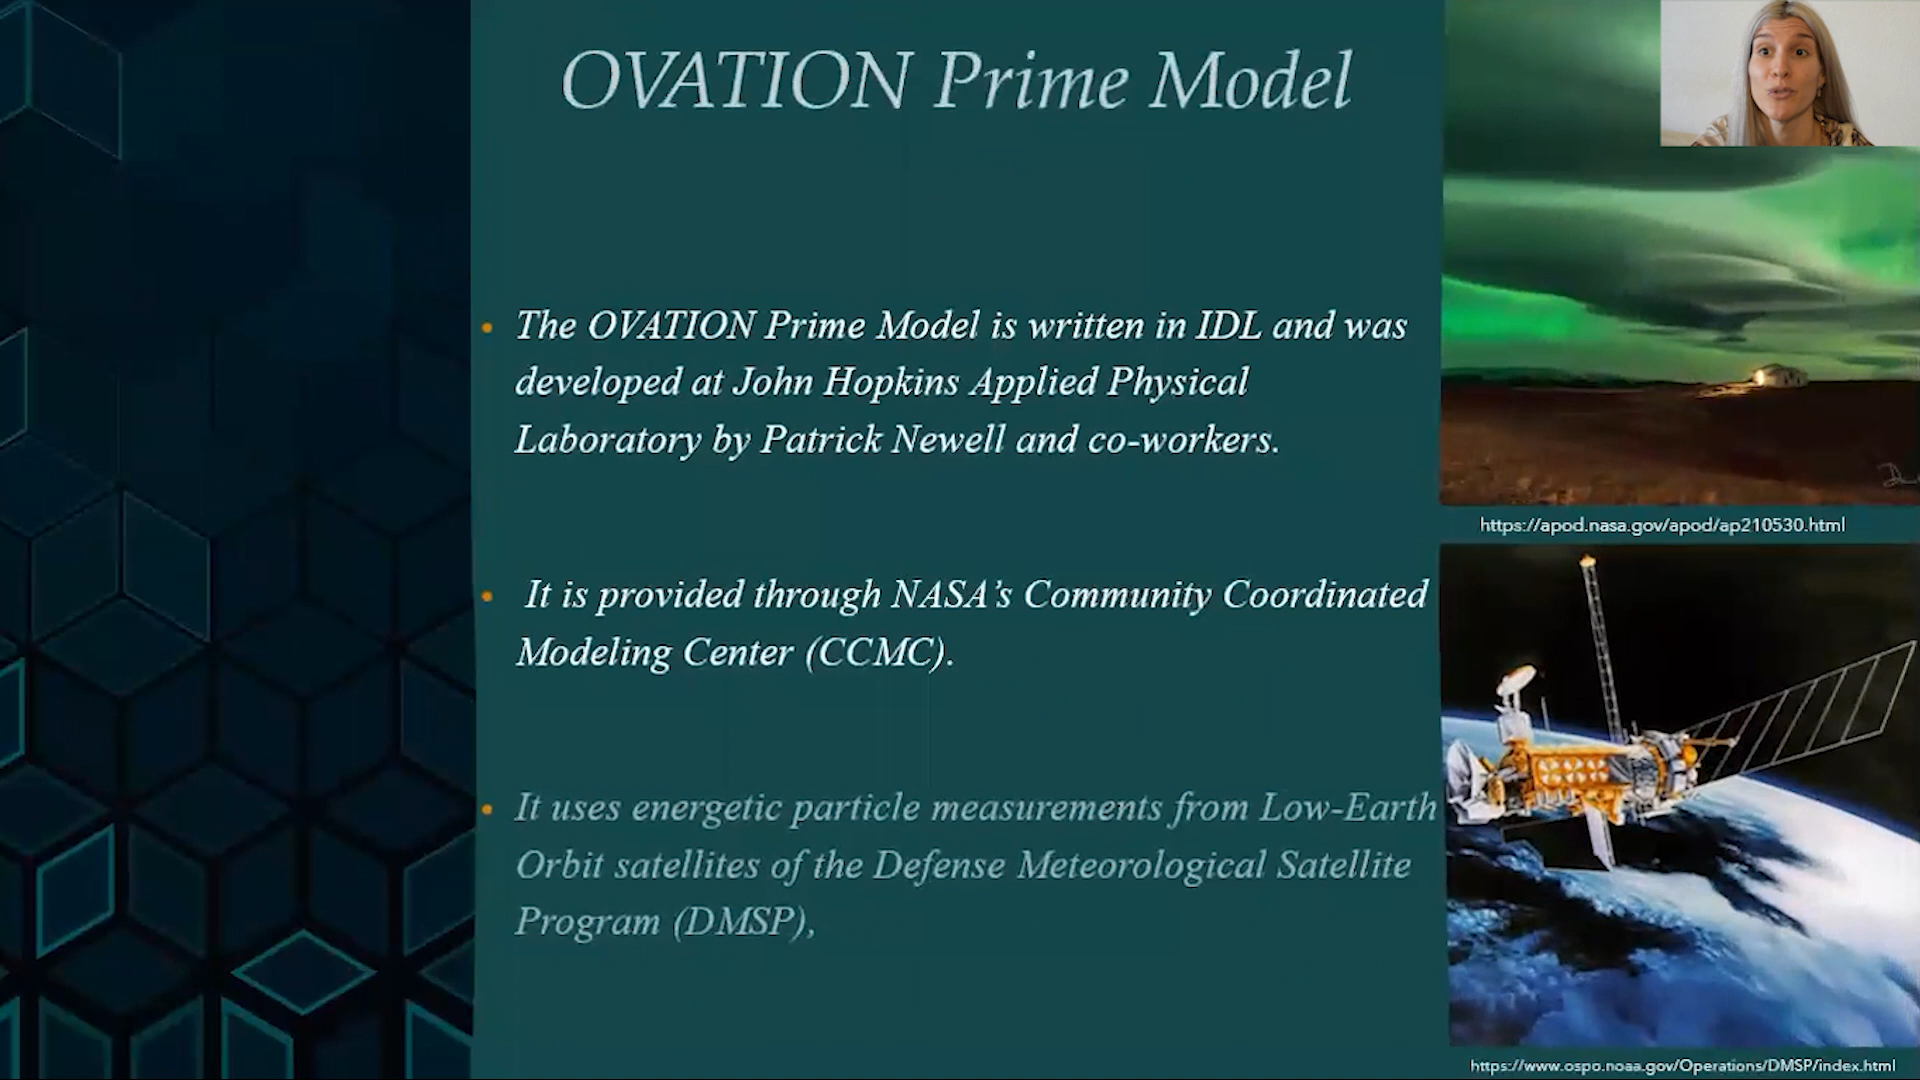 OVATION Prime Model
The OVATION Prime Model is written in IDL and was
developed at John Hopkins Applied Physical
Laboratory by Patrick Newell and co-workers.
It is provided through NASA's Community Coordinated
Modeling Center (CCMC).
It uses energetic particle measurements from Low-Earth
Orbit satellites of the Defense Meteorological Satellite
Program (DMSP),
https://apod.nasa.gov/apod/ap210530.html
https://www.ospo.noaa.gov/Operations/DMSP/index.html